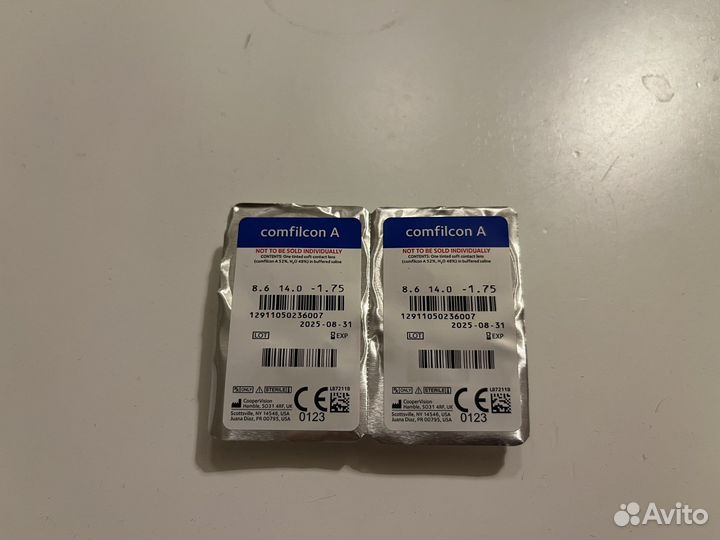 comfilcon A
NOT TO BE SOLD INDIVIDUALLY
CONTENTS: One tinted soft contact lens
(comfilcon A 52%, H₂O 48%) in buffered saline
8.6 14.0 -1.75
12911050236007
2025-08-31
LOT EXP
Rx ONLY STERILE
LB72118
CooperVision
Hamble, SO31 4RF, UK
Scottsville, NY 14546, USA
Juana Diaz, PR 00795, USA
CE
0123
comfilcon A
NOT TO BE SOLD INDIVIDUALLY
CONTENTS: One tinted soft contact lens
(comfilcon A 52%, H₂O 48%) in buffered saline
8.6 14.0 -1.75
12911050236007
2025-08-31
LOT EXP
Rx ONLY STERILE
LB72118
CooperVision
Hamble, SO31 4RF, UK
Scottsville, NY 14546, USA
Juana Diaz, PR 00795, USA
CE
0123
Avito